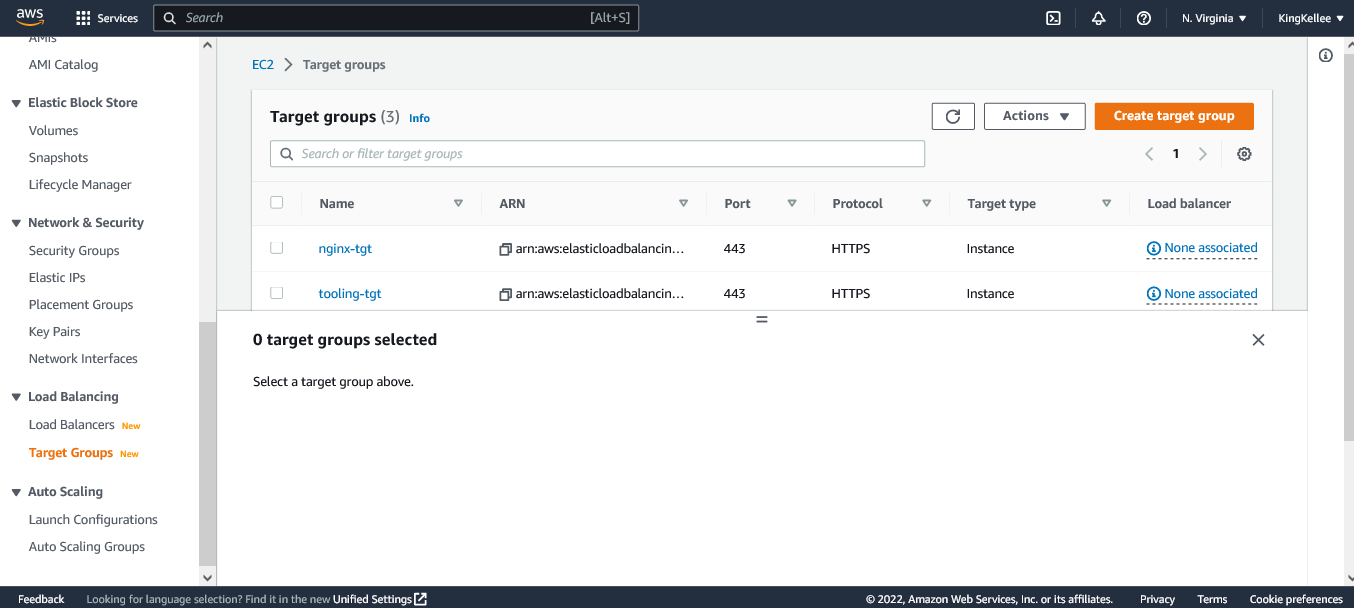 aws Services Search [Alt+S] N. Virginia KingKellee
AMIs
AMI Catalog
Elastic Block Store
Volumes
Snapshots
Lifecycle Manager
Network & Security
Security Groups
Elastic IPs
Placement Groups
Key Pairs
Network Interfaces
Load Balancing
Load Balancers New
Target Groups New
Auto Scaling
Launch Configurations
Auto Scaling Groups
EC2 Target groups
Target groups (3) Info Actions Create target group
Search or filter target groups 1
Name ARN Port Protocol Target type Load balancer
nginx-tgt arn:aws:elasticloadbalancin... 443 HTTPS Instance None associated
tooling-tgt arn:aws:elasticloadbalancin... 443 HTTPS Instance None associated
0 target groups selected
Select a target group above.
Feedback Looking for language selection? Find it in the new Unified Settings © 2022, Amazon Web Services, Inc. or its affiliates. Privacy Terms Cookie preferences